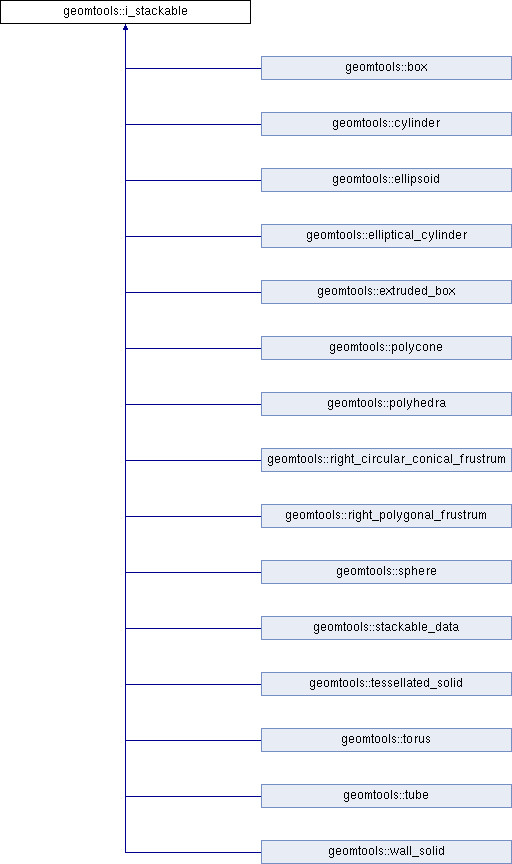 geomtools::i_stackable
geomtools::box
geomtools::cylinder
geomtools::ellipsoid
geomtools::elliptical_cylinder
geomtools::extruded_box
geomtools::polycone
geomtools::polyhedra
geomtools::right_circular_conical_frustrum
geomtools::right_polygonal_frustrum
geomtools::sphere
geomtools::stackable_data
geomtools::tessellated_solid
geomtools::torus
geomtools::tube
geomtools::wall_solid